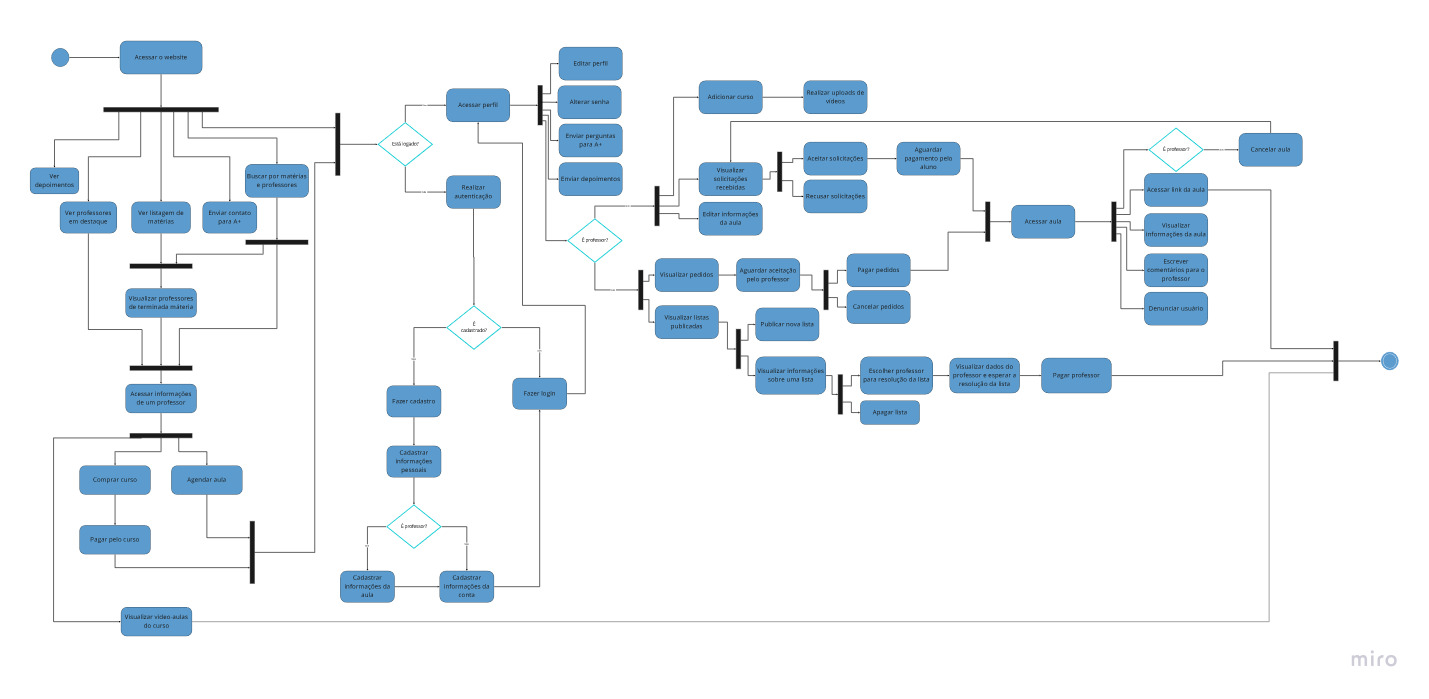 Acessar o website
Ver
depoimentos
Ver professores
em destaque
Ver listagem de
matérias
Enviar contato
para A+
Buscar por matérias
e professores
Visualizar professores
de terminada máteria
Acessar informações
de um professor
Comprar curso
Agendar aula
Pagar pelo curso
Visualizar vídeo-aulas
do curso
Está logado?
Acessar perfil
Realizar
autenticação
É
cadastrado?
Fazer cadastro
Fazer login
Cadastrar
informações
pessoais
É professor?
Cadastrar
informações da
aula
Cadastrar
informações da
conta
Editar perfil
Alterar senha
Enviar perguntas
para A+
Enviar depoimentos
É professor?
Adicionar curso
Realizar uploads de
vídeos
Visualizar
solicitações
recebidas
Aceitar solicitações
Aguardar
pagamento pelo
aluno
Recusar solicitações
Editar informações
da aula
Visualizar pedidos
Aguardar aceitação
pelo professor
Pagar pedidos
Cancelar pedidos
Visualizar listas
publicadas
Publicar nova lista
Visualizar informações
sobre uma lista
Escolher professor
para resolução da lista
Visualizar dados do
professor e esperar a
resolução da lista
Pagar professor
Apagar lista
Acessar aula
É professor?
Cancelar aula
Acessar link da aula
Visualizar
informações da aula
Escrever
comentários para o
professor
Denunciar usuário
miro